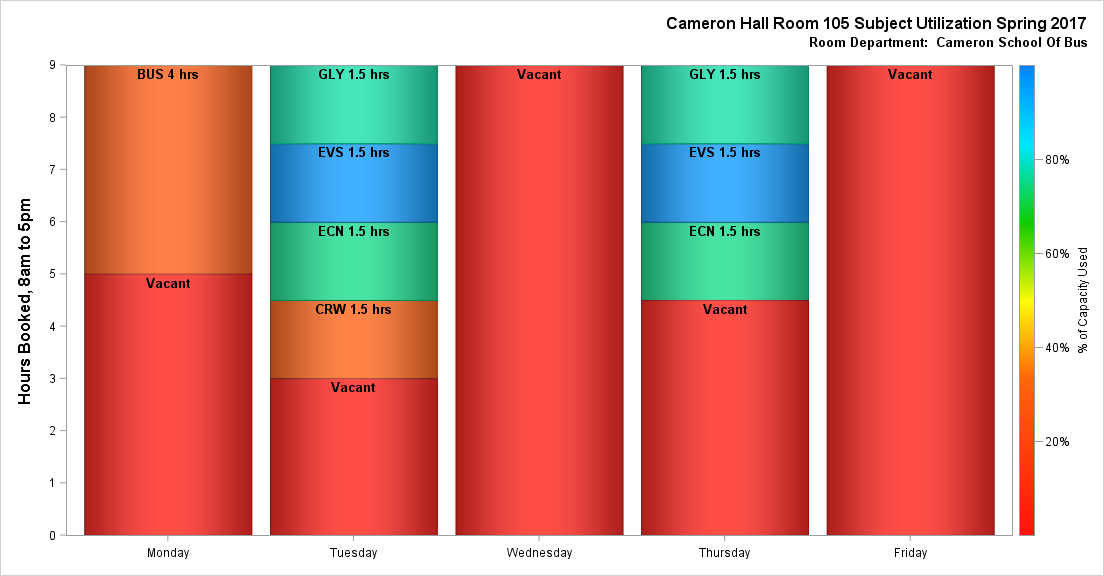 Cameron Hall Room 105 Subject Utilization Spring 2017
Room Department:  Cameron School Of Bus
Hours Booked, 8am to 5pm
9
8
7
6
5
4
3
2
1
0
BUS 4 hrs
Vacant
GLY 1.5 hrs
EVS 1.5 hrs
ECN 1.5 hrs
CRW 1.5 hrs
Vacant
Vacant
GLY 1.5 hrs
EVS 1.5 hrs
ECN 1.5 hrs
Vacant
Vacant
Monday
Tuesday
Wednesday
Thursday
Friday
80%
60%
40%
20%
% of Capacity Used